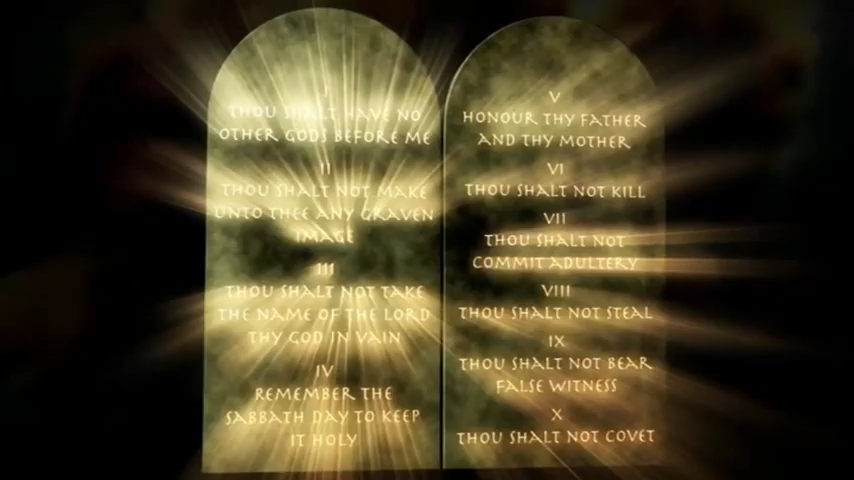 I
THOU SHALT HAVE NO
OTHER GODS BEFORE ME
II
THOU SHALT NOT MAKE
UNTO THEE ANY GRAVEN
IMAGE
III
THOU SHALT NOT TAKE
THE NAME OF THE LORD
THY GOD IN VAIN
IV
REMEMBER THE
SABBATH DAY TO KEEP
IT HOLY
V
HONOUR THY FATHER
AND THY MOTHER
VI
THOU SHALT NOT KILL
VII
THOU SHALT NOT
COMMIT ADULTERY
VIII
THOU SHALT NOT STEAL
IX
THOU SHALT NOT BEAR
FALSE WITNESS
X
THOU SHALT NOT COVET